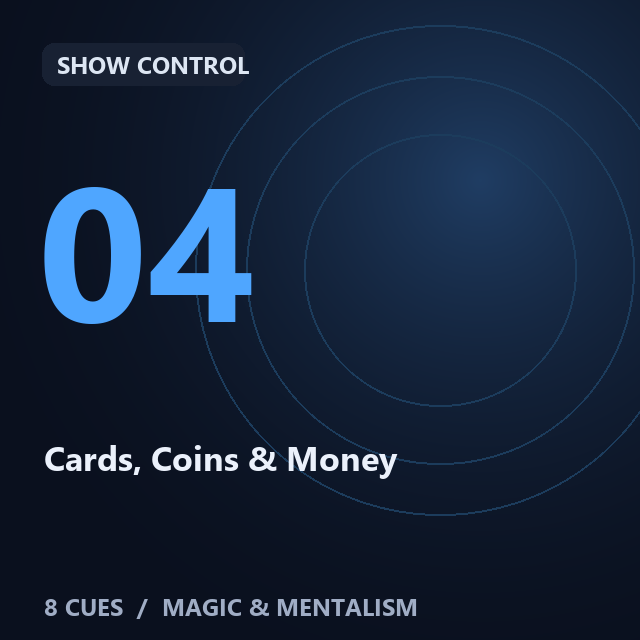 SHOW CONTROL
04
Cards, Coins & Money
8 CUES / MAGIC & MENTALISM